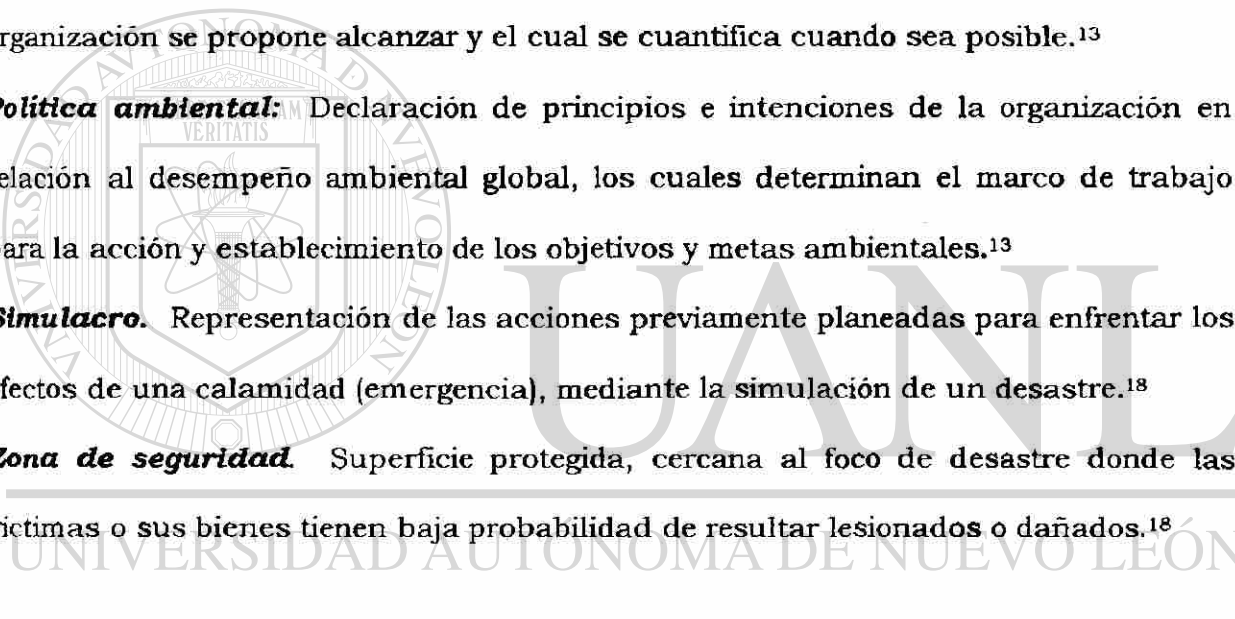 rganización se propone alcanzar y el cual se cuantifica cuando sea posible.¹³
Política ambiental: Declaración de principios e intenciones de la organización en
elación al desempeño ambiental global, los cuales determinan el marco de trabajo
para la acción y establecimiento de los objetivos y metas ambientales.¹³
Simulacro. Representación de las acciones previamente planeadas para enfrentar los
fectos de una calamidad (emergencia), mediante la simulación de un desastre.¹⁸
Zona de seguridad. Superficie protegida, cercana al foco de desastre donde las
íctimas o sus bienes tienen baja probabilidad de resultar lesionados o dañados.¹⁸
UANL
UNIVERSIDAD AUTÓNOMA DE NUEVO LEÓN
VERITATIS